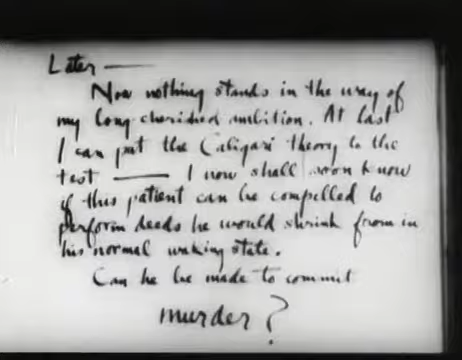 Later —
Now nothing stands in the way of
my long cherished ambition. At last
I can put the Caligari theory to the
test — I now shall soon know
if this patient can be compelled to
perform deeds he would shrink from in
his normal waking state.
Can he be made to commit
murder?